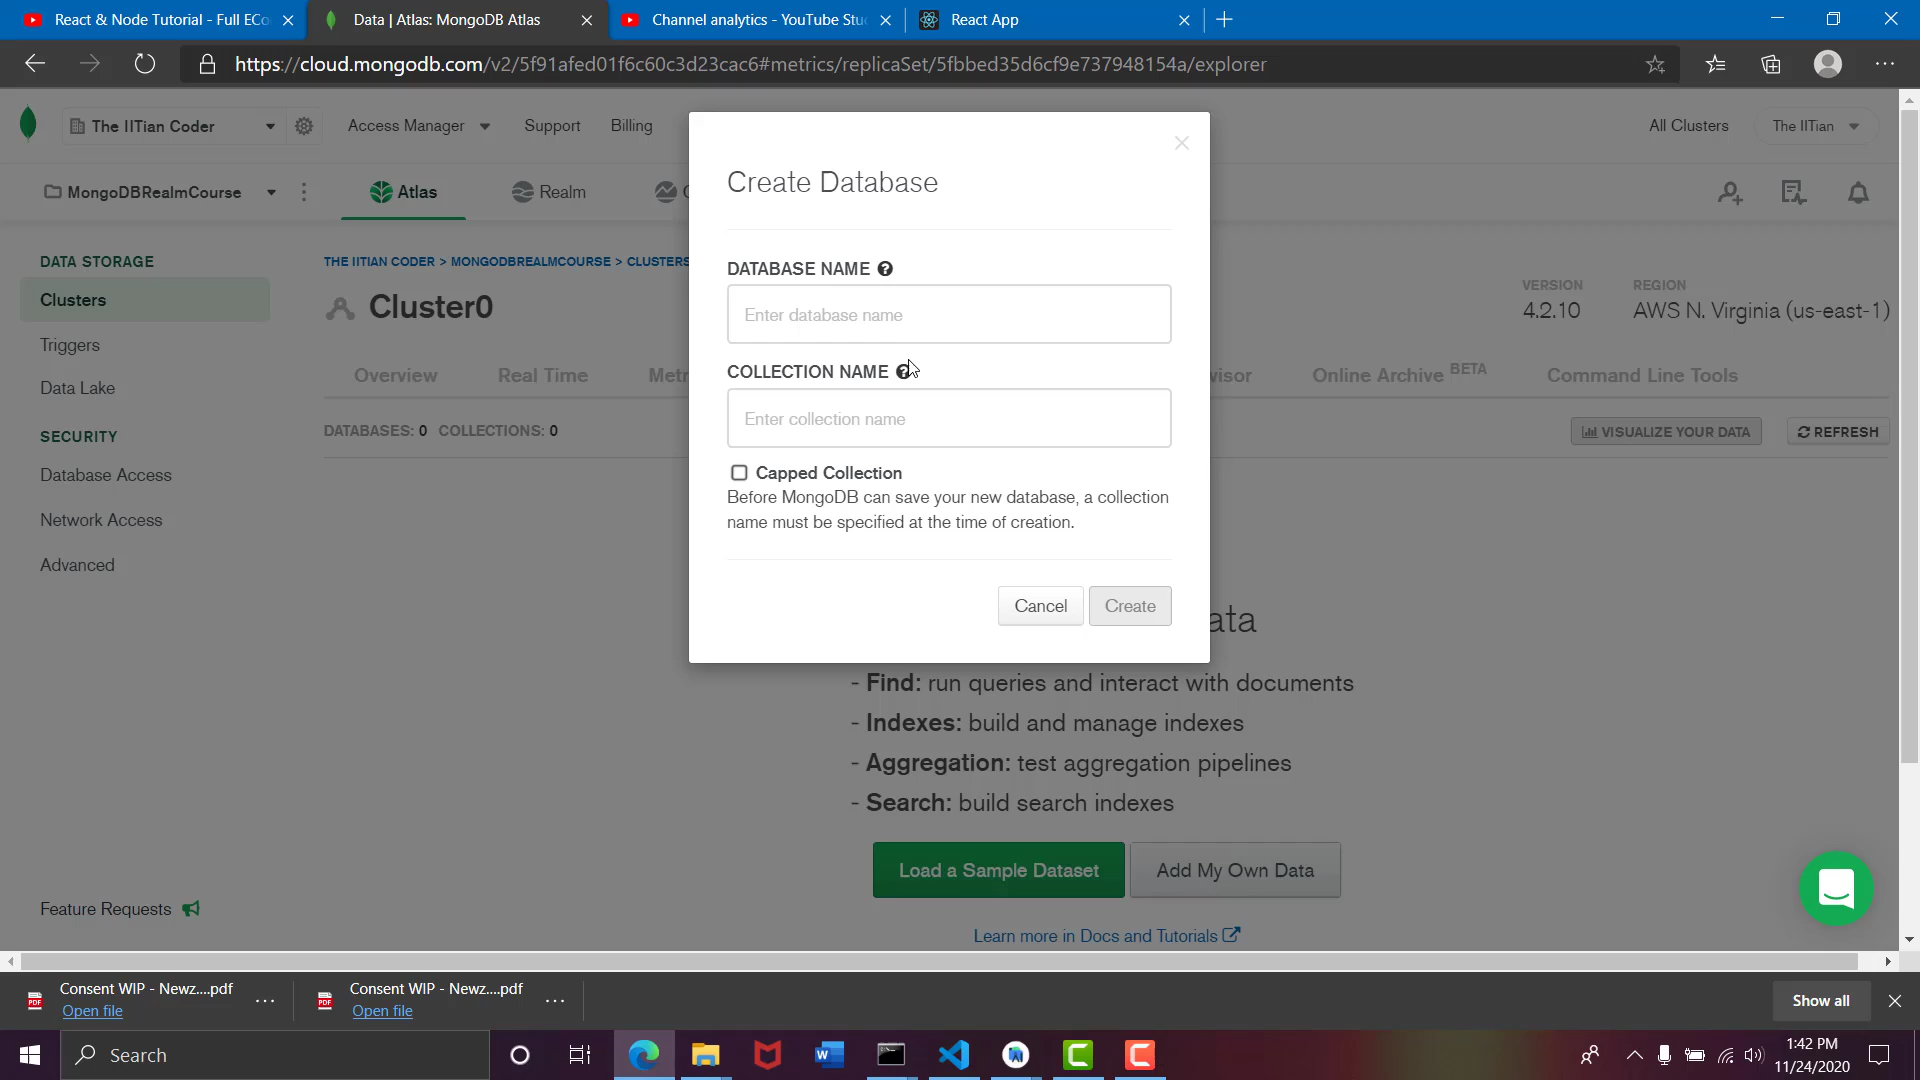 React & Node Tutorial - Full ECo
Data | Atlas: MongoDB Atlas
Channel analytics - YouTube Stu
React App
https://cloud.mongodb.com/v2/5f91afed01f6c60c3d23cac6#metrics/replicaSet/5fbbed35d6cf9e737948154a/explorer
The IITian Coder
Access Manager
Support
Billing
All Clusters
The IITian
MongoDBRealmCourse
Atlas
Realm
Create Database
DATABASE NAME
Enter database name
COLLECTION NAME
Enter collection name
Capped Collection
Before MongoDB can save your new database, a collection
name must be specified at the time of creation.
Cancel
Create
DATA STORAGE
Clusters
Triggers
Data Lake
SECURITY
Database Access
Network Access
Advanced
Feature Requests
THE IITIAN CODER > MONGODBREALMCOURSE > CLUSTERS
Cluster0
VERSION
4.2.10
REGION
AWS N. Virginia (us-east-1)
Overview
Real Time
Metr
visor
Online Archive BETA
Command Line Tools
DATABASES: 0 COLLECTIONS: 0
VISUALIZE YOUR DATA
REFRESH
ata
- Find: run queries and interact with documents
- Indexes: build and manage indexes
- Aggregation: test aggregation pipelines
- Search: build search indexes
Load a Sample Dataset
Add My Own Data
Learn more in Docs and Tutorials
Consent WIP - Newz....pdf
Open file
Consent WIP - Newz....pdf
Open file
Show all
Search
1:42 PM
11/24/2020